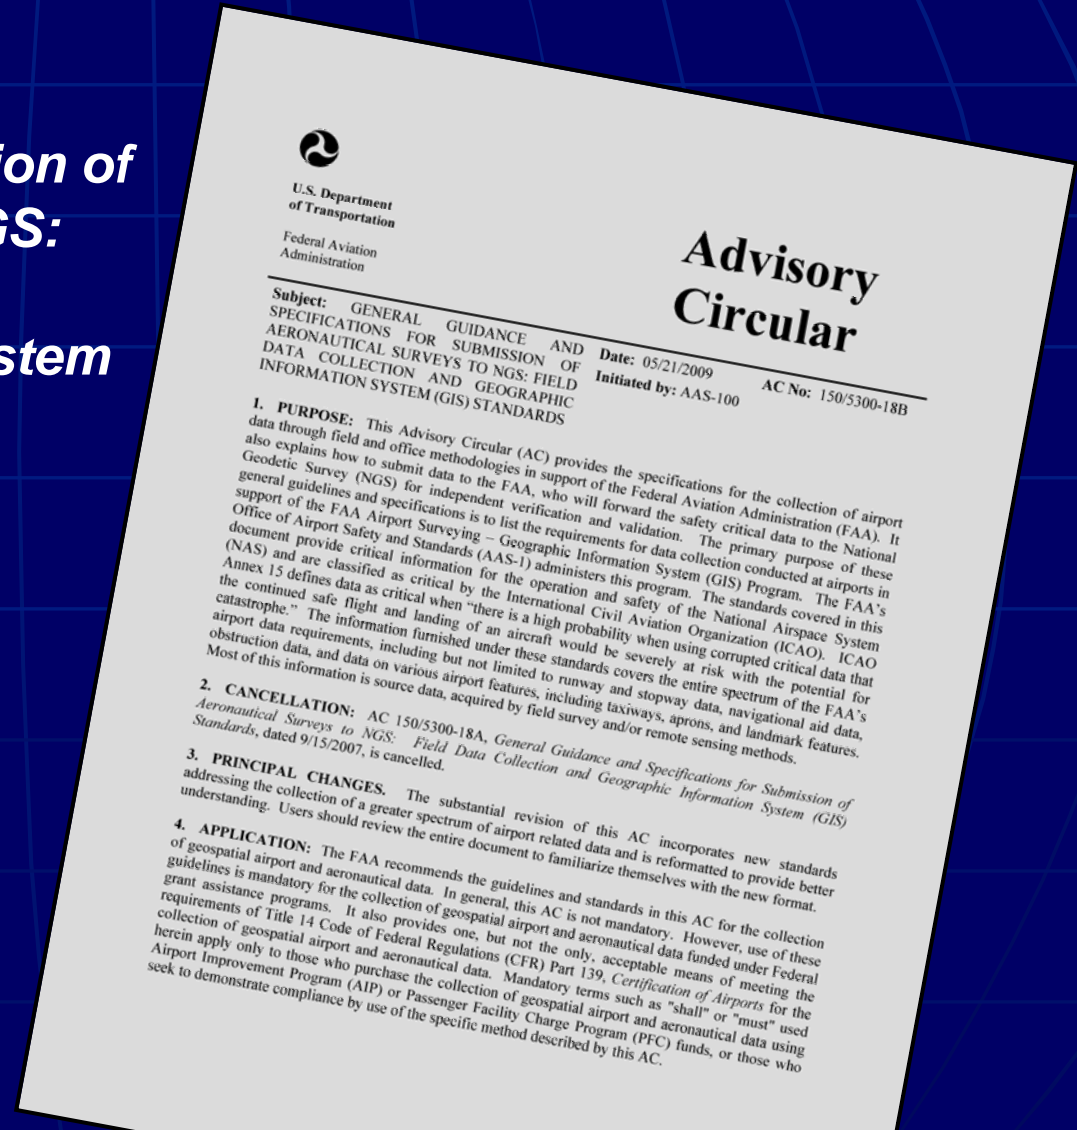 ion of
GS:
stem
U.S. Department
of Transportation
Federal Aviation
Administration
Advisory
Circular
Subject: GENERAL GUIDANCE AND
SPECIFICATIONS FOR SUBMISSION OF
AERONAUTICAL SURVEYS TO NGS: FIELD
DATA COLLECTION AND GEOGRAPHIC
INFORMATION SYSTEM (GIS) STANDARDS
Date: 05/21/2009
Initiated by: AAS-100
AC No: 150/5300-18B
1. PURPOSE: This Advisory Circular (AC) provides the specifications for the collection of airport
data through field and office methodologies in support of the Federal Aviation Administration (FAA). It
also explains how to submit data to the FAA, who will forward the safety critical data to the National
Geodetic Survey (NGS) for independent verification and validation. The primary purpose of these
general guidelines and specifications is to list the requirements for data collection conducted at airports in
support of the FAA Airport Surveying – Geographic Information System (GIS) Program. The FAA's
Office of Airport Safety and Standards (AAS-1) administers this program. The standards covered in this
document provide critical information for the operation and safety of the National Airspace System
(NAS) and are classified as critical by the International Civil Aviation Organization (ICAO). ICAO
Annex 15 defines data as critical when “there is a high probability when using corrupted critical data that
the continued safe flight and landing of an aircraft would be severely at risk with the potential for
catastrophe.” The information furnished under these standards covers the entire spectrum of the FAA's
airport data requirements, including but not limited to runway and stopway data, navigational aid data,
obstruction data, and data on various airport features, including taxiways, aprons, and landmark features.
Most of this information is source data, acquired by field survey and/or remote sensing methods.
2. CANCELLATION: AC 150/5300-18A, General Guidance and Specifications for Submission of
Aeronautical Surveys to NGS: Field Data Collection and Geographic Information System (GIS)
Standards, dated 9/15/2007, is cancelled.
3. PRINCIPAL CHANGES. The substantial revision of this AC incorporates new standards
addressing the collection of a greater spectrum of airport related data and is reformatted to provide better
understanding. Users should review the entire document to familiarize themselves with the new format.
4. APPLICATION: The FAA recommends the guidelines and standards in this AC for the collection
of geospatial airport and aeronautical data. In general, this AC is not mandatory. However, use of these
guidelines is mandatory for the collection of geospatial airport and aeronautical data funded under Federal
grant assistance programs. It also provides one, but not the only, acceptable means of meeting the
requirements of Title 14 Code of Federal Regulations (CFR) Part 139, Certification of Airports for the
collection of geospatial airport and aeronautical data. Mandatory terms such as "shall" or "must" used
herein apply only to those who purchase the collection of geospatial airport and aeronautical data using
Airport Improvement Program (AIP) or Passenger Facility Charge Program (PFC) funds, or those who
seek to demonstrate compliance by use of the specific method described by this AC.